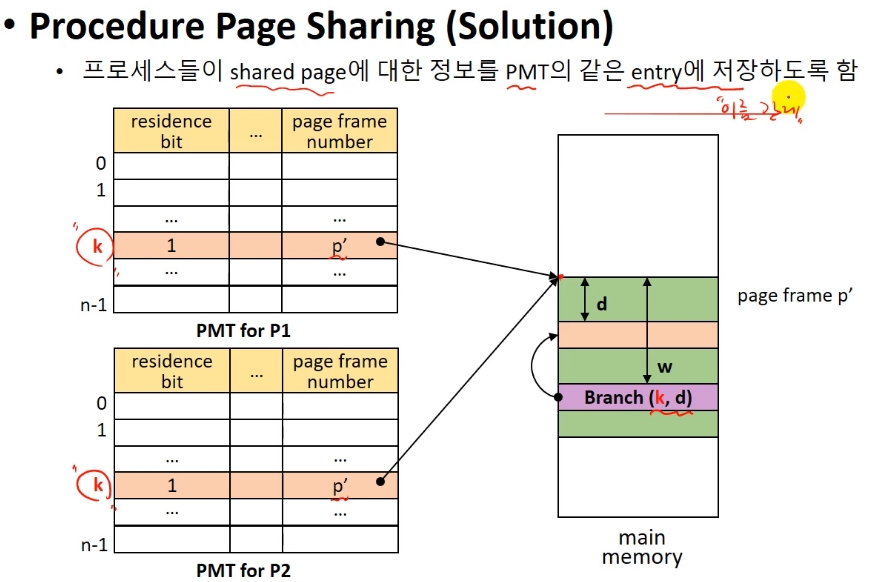 • Procedure Page Sharing (Solution)
• 프로세스들이 shared page에 대한 정보를 PMT의 같은 entry에 저장하도록 함
"이름 같게"
residence bit ... page frame number
0
1
... ...
"k" 1 p'
... ...
n-1
PMT for P1
residence bit ... page frame number
0
1
... ...
"k" 1 p'
... ...
n-1
PMT for P2
d
page frame p'
w
Branch (k, d)
main
memory